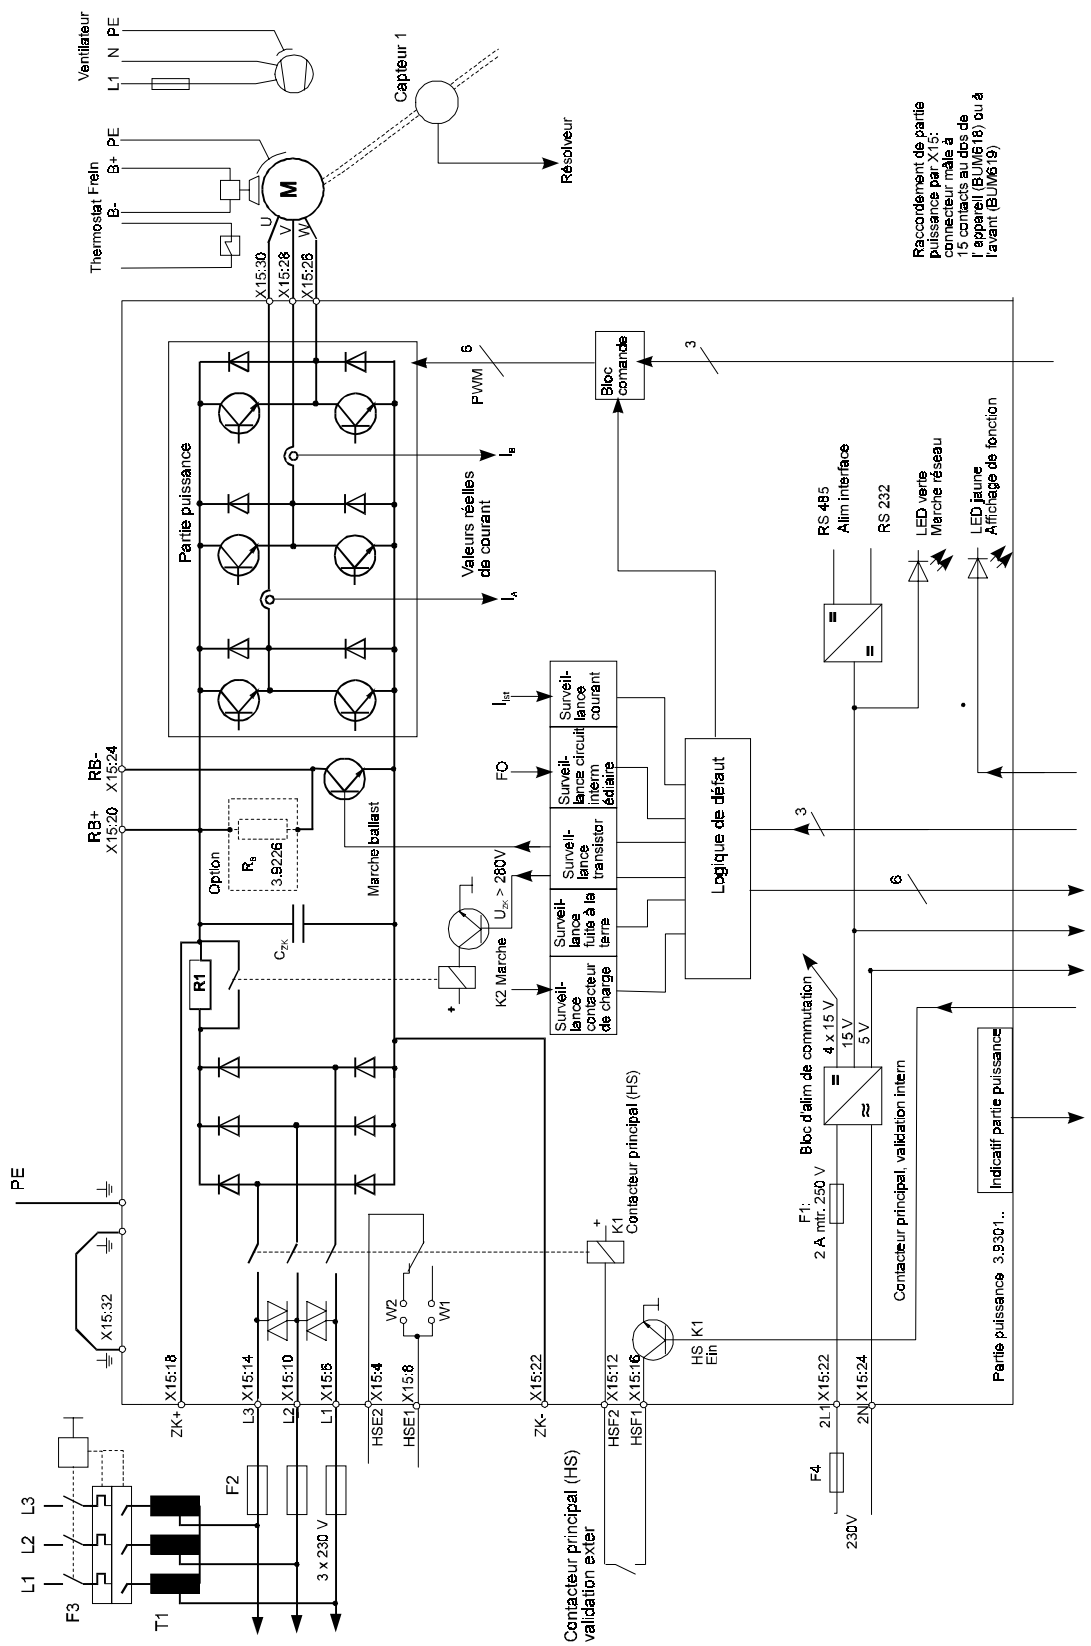 L1
L2
L3
F3
T1
3 x 230 V
F2
PE
X15:32
ZK+
X15:18
L3
X15:14
L2
X15:10
L1
X15:6
HSE2
X15:4
HSE1
X15:8
W2
W1
ZK-
X15:22
HSF2
X15:12
HSF1
X15:16
HS K1
Ein
Contacteur principal (HS)
validation exter
+
K1
Contacteur principal (HS)
230V
F4
2L1
X15:22
2N
X15:24
F1:
2 A mtr. 250 V
Bloc d'alim de commutation
=
≈
4 x 15 V
15 V
5 V
Contacteur principal, validation intern
Partie puissance 3.9301..
Indicatif partie puissance
R1
CZK
Option
RB
3.9226
RB+
X15:20
RB-
X15:24
Marche ballast
+
K2 Marche
UZK > 280V
FO
Iist
Surveil-
lance
contacteur
de charge
Surveil-
lance
fuite à la
terre
Surveil-
lance
transistor
Surveil-
lance circuit
interm
édiaire
Surveil-
lance
courant
Logique de défaut
3
6
Partie puissance
IA
Valeurs réelles
de courant
IB
PWM
6
Bloc
comande
3
=
=
RS 485
Alim interface
RS 232
LED verte
Marche réseau
LED jaune
Affichage de fonction
X15:30
X15:28
X15:26
U
V
W
M
Thermostat
Frein
B-
B+
PE
Ventilateur
L1
N
PE
Capteur 1
Résolveur
Raccordement de partie
puissance par X15:
connecteur mâle à
15 contacts au dos de
l' appareil (BUM618) ou à
l'avant (BUM619)